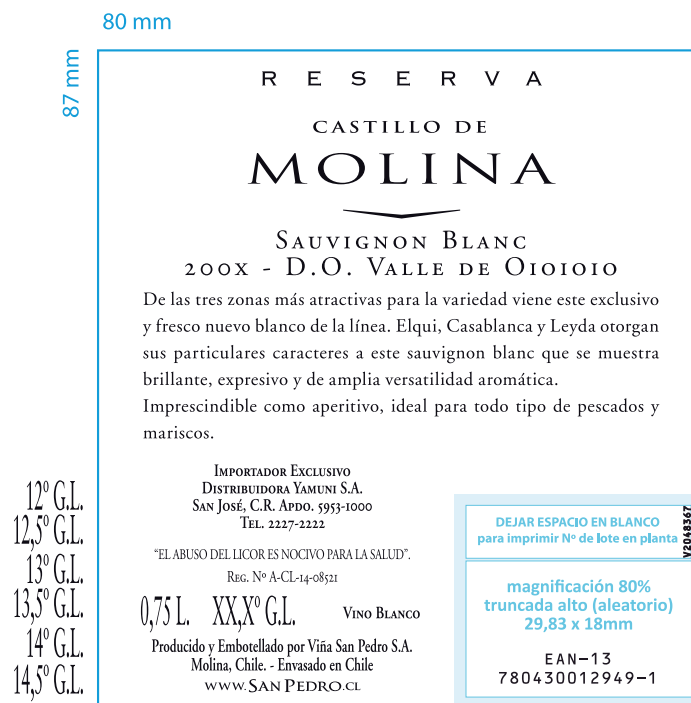 80 mm
87 mm
RESERVA
CASTILLO DE
MOLINA
SAUVIGNON BLANC
200X - D.O. VALLE DE OIOIOIO
De las tres zonas más atractivas para la variedad viene este exclusivo
y fresco nuevo blanco de la línea. Elqui, Casablanca y Leyda otorgan
sus particulares caracteres a este sauvignon blanc que se muestra
brillante, expresivo y de amplia versatilidad aromática.
Imprescindible como aperitivo, ideal para todo tipo de pescados y
mariscos.
IMPORTADOR EXCLUSIVO
DISTRIBUIDORA YAMUNI S.A.
SAN JOSÉ, C.R. APDO. 5953-1000
TEL. 2227-2222
"EL ABUSO DEL LICOR ES NOCIVO PARA LA SALUD".
REG. Nº A-CL-14-08521
0,75 L. XX,Xº G.L. VINO BLANCO
Producido y Embotellado por Viña San Pedro S.A.
Molina, Chile. - Envasado en Chile
WWW.SANPEDRO.CL
12º G.L.
12,5º G.L.
13º G.L.
13,5º G.L.
14º G.L.
14,5º G.L.
DEJAR ESPACIO EN BLANCO
para imprimir Nº de lote en planta
V2048367
magnificación 80%
truncada alto (aleatorio)
29,83 x 18mm
EAN-13
780430012949-1